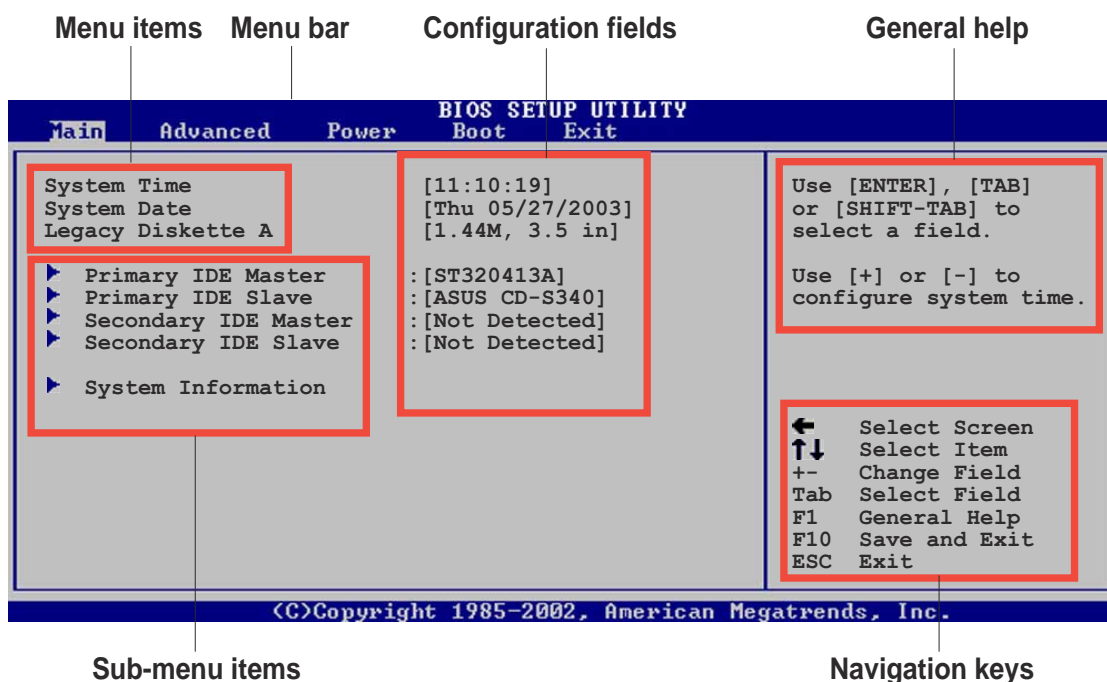 Menu items Menu bar Configuration fields General help
BIOS SETUP UTILITY
Main Advanced Power Boot Exit
System Time [11:10:19]
System Date [Thu 05/27/2003]
Legacy Diskette A [1.44M, 3.5 in]
Primary IDE Master :[ST320413A]
Primary IDE Slave :[ASUS CD-S340]
Secondary IDE Master :[Not Detected]
Secondary IDE Slave :[Not Detected]
System Information
Use [ENTER], [TAB]
or [SHIFT-TAB] to
select a field.
Use [+] or [-] to
configure system time.
← Select Screen
↑↓ Select Item
+- Change Field
Tab Select Field
F1 General Help
F10 Save and Exit
ESC Exit
(C)Copyright 1985-2002, American Megatrends, Inc.
Sub-menu items Navigation keys